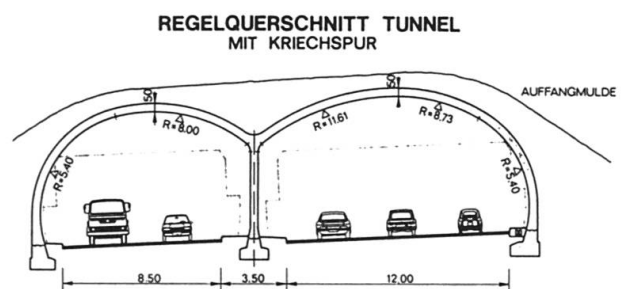 REGELQUERSCHNITT TUNNEL
MIT KRIECHSPUR
50
50
AUFFANGMULDE
R=8.00
R=11.61
R=8.73
R=5.40
R=5.40
8.50
3.50
12.00